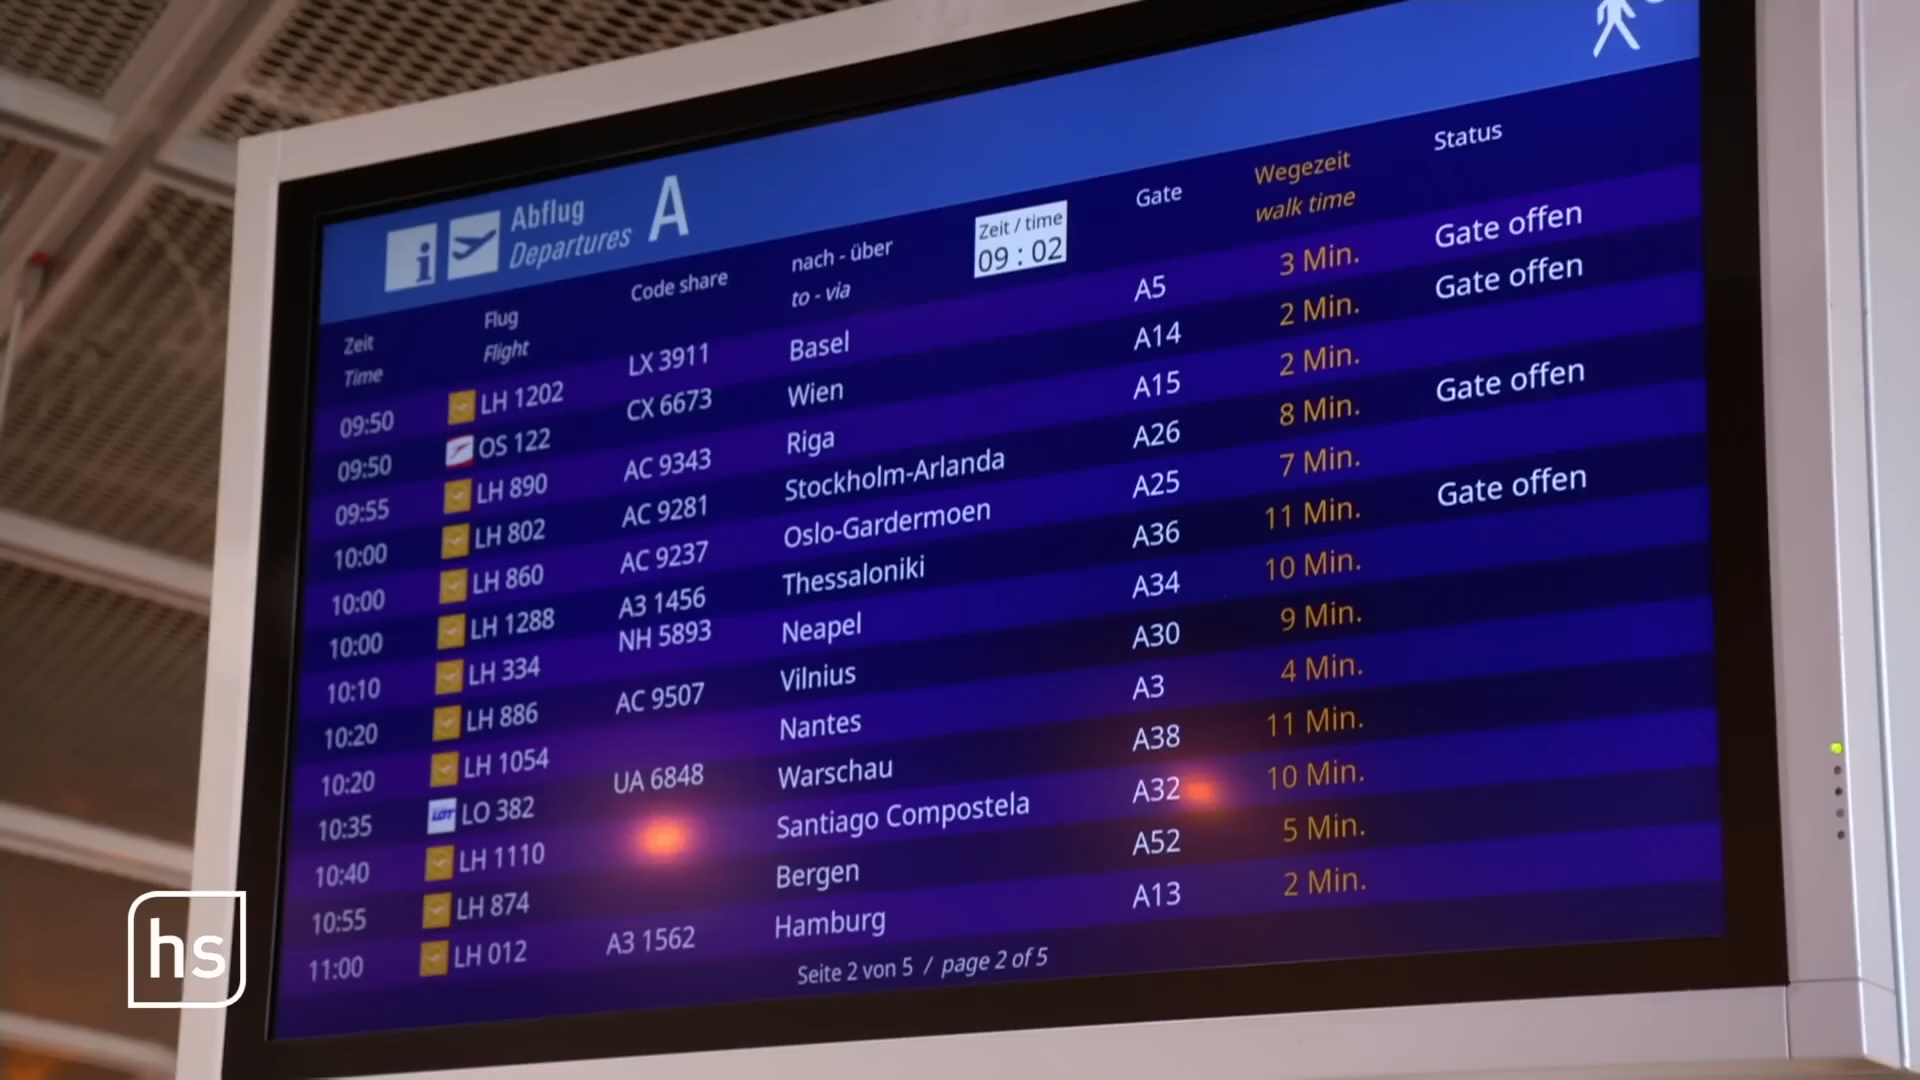 Abflug
Departures
A
Zeit / time
09 : 02
Zeit
Time
Flug
Flight
Code share
nach - über
to - via
Gate
Wegezeit
walk time
Status
09:50 LH 1202 LX 3911 Basel A5 3 Min. Gate offen
09:50 OS 122 CX 6673 Wien A14 2 Min. Gate offen
09:55 LH 890 AC 9343 Riga A15 2 Min.
10:00 LH 802 AC 9281 Stockholm-Arlanda A26 8 Min. Gate offen
10:00 LH 860 AC 9237 Oslo-Gardermoen A25 7 Min.
10:00 LH 1288 A3 1456 Thessaloniki A36 11 Min. Gate offen
10:10 LH 334 NH 5893 Neapel A34 10 Min.
10:20 LH 886 AC 9507 Vilnius A30 9 Min.
10:20 LH 1054 Nantes A3 4 Min.
10:35 LOT LO 382 UA 6848 Warschau A38 11 Min.
10:40 LH 1110 Santiago Compostela A32 10 Min.
10:55 LH 874 Bergen A52 5 Min.
11:00 LH 012 A3 1562 Hamburg A13 2 Min.
Seite 2 von 5 / page 2 of 5
hs